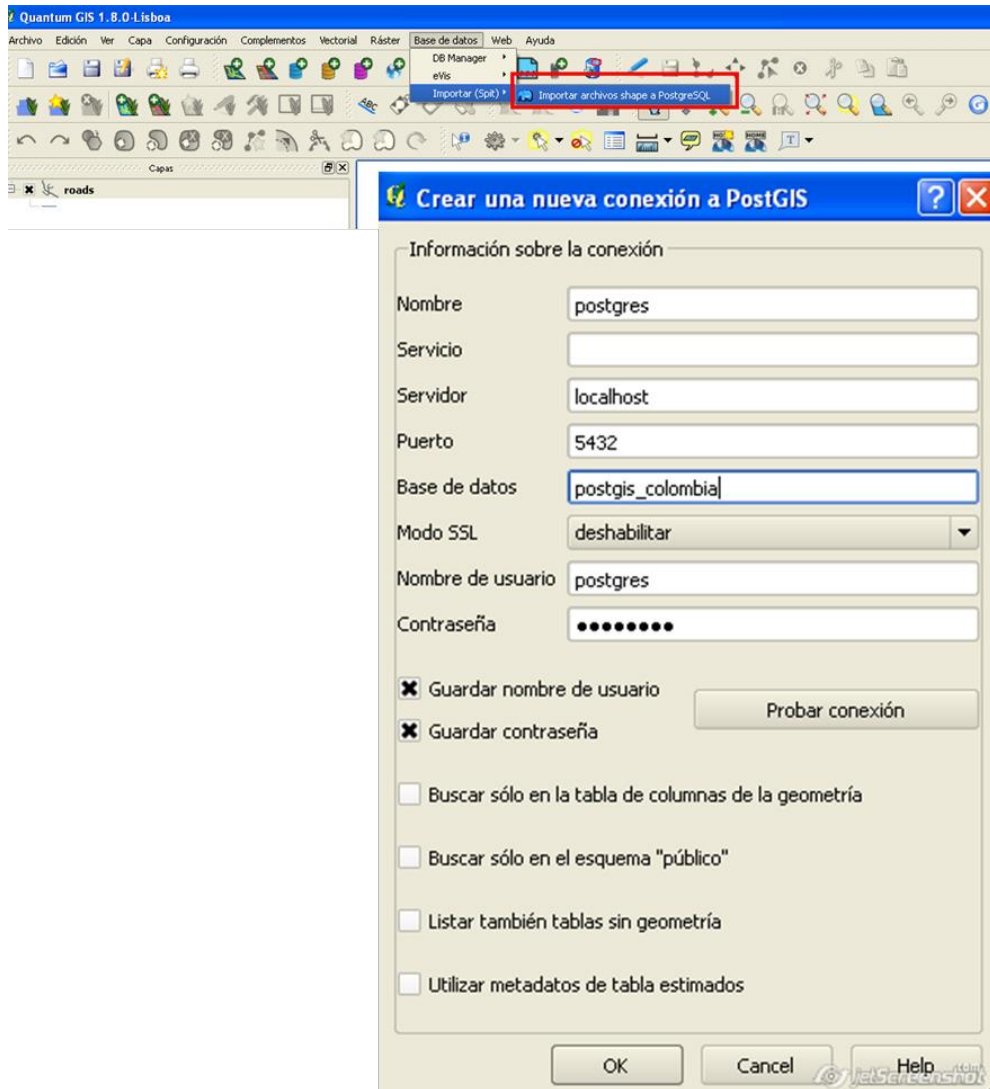 Quantum GIS 1.8.0-Lisboa
Archivo Edición Ver Capa Configuración Complementos Vectorial Ráster Base de datos Web Ayuda
DB Manager
eVis
Importar (Spit)
Importar archivos shape a PostgreSQL
Capas
roads
Crear una nueva conexión a PostGIS
Información sobre la conexión
Nombre postgres
Servicio
Servidor localhost
Puerto 5432
Base de datos postgis_colombia
Modo SSL deshabilitar
Nombre de usuario postgres
Contraseña ●●●●●●●●
Guardar nombre de usuario
Probar conexión
Guardar contraseña
Buscar sólo en la tabla de columnas de la geometría
Buscar sólo en el esquema "público"
Listar también tablas sin geometría
Utilizar metadatos de tabla estimados
OK Cancel Help
jetScreenshot